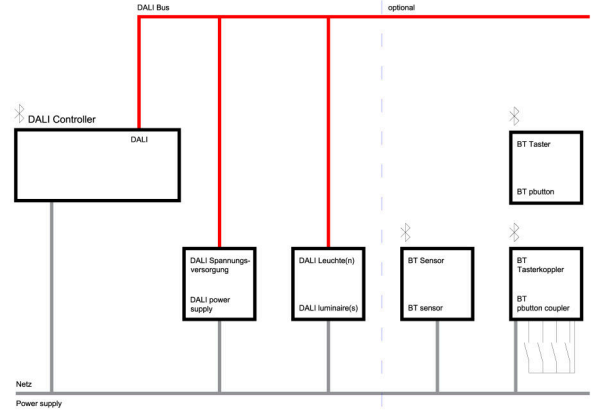 DALI Bus
optional
DALI Controller
DALI
BT Taster
BT pbutton
DALI Spannungs-
versorgung
DALI power
supply
DALI Leuchte(n)
DALI luminaire(s)
BT Sensor
BT sensor
BT
Tasterkoppler
BT
pbutton coupler
Netz
Power supply